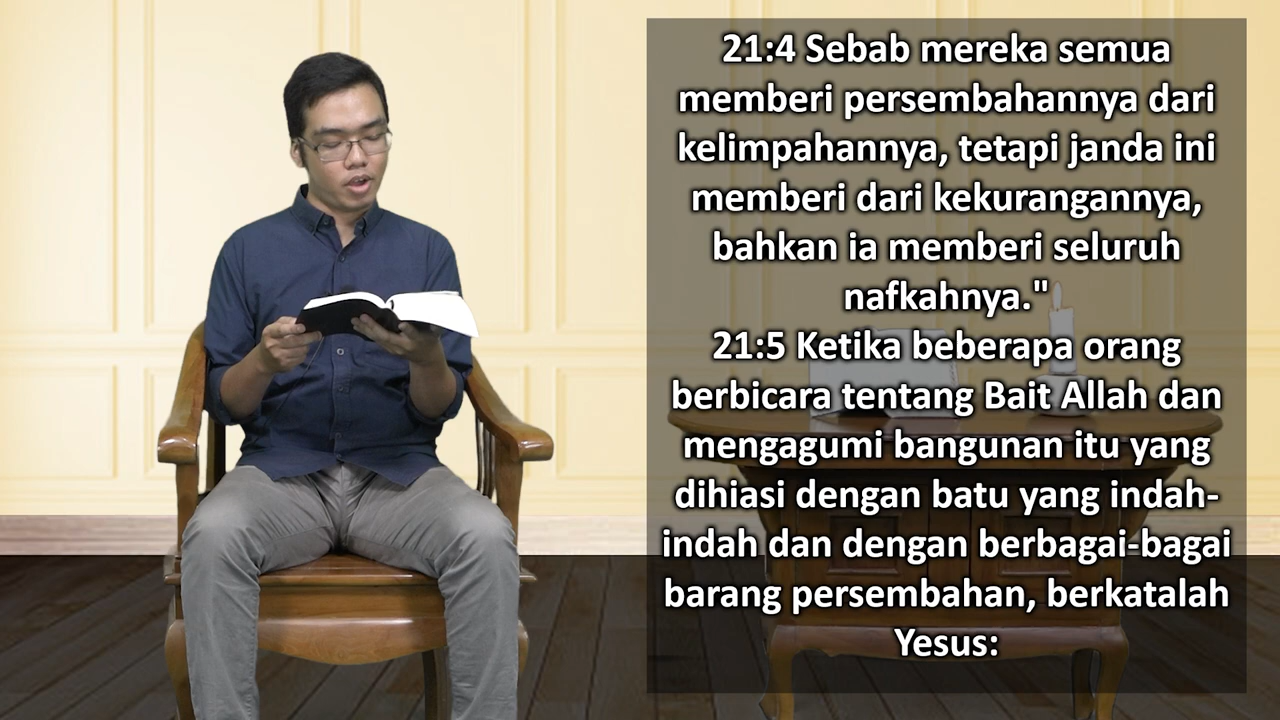 21:4 Sebab mereka semua
memberi persembahannya dari
kelimpahannya, tetapi janda ini
memberi dari kekurangannya,
bahkan ia memberi seluruh
nafkahnya."
21:5 Ketika beberapa orang
berbicara tentang Bait Allah dan
mengagumi bangunan itu yang
dihiasi dengan batu yang indah-
indah dan dengan berbagai-bagai
barang persembahan, berkatalah
Yesus: